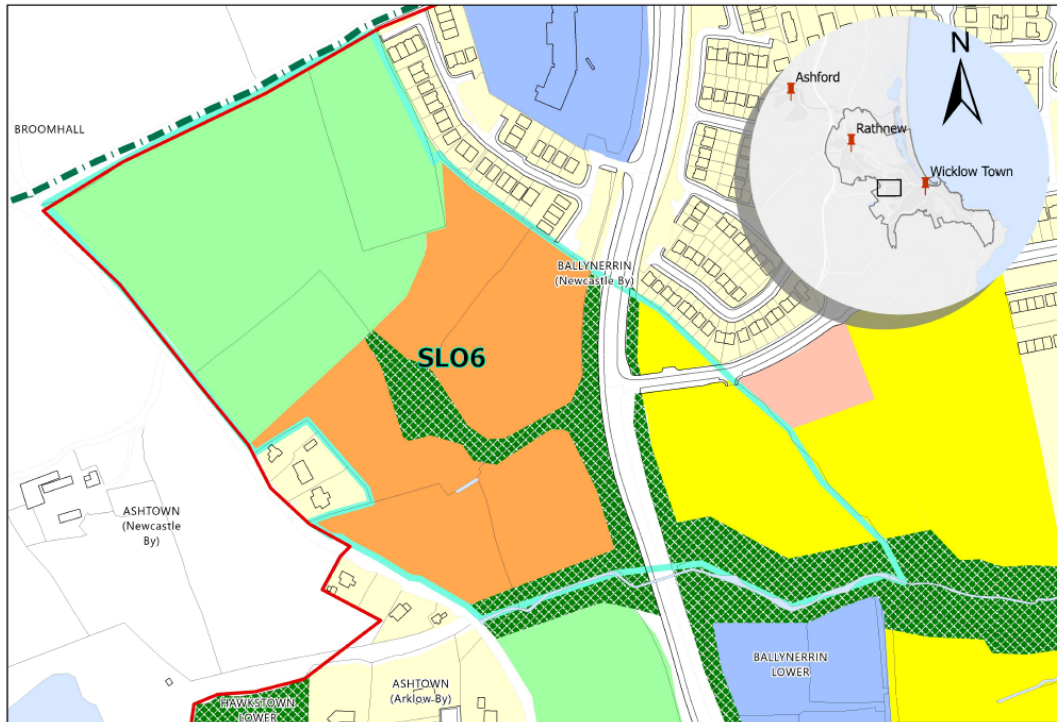 N
Ashford
Rathnew
Wicklow Town
BROOMHALL
BALLYNERRIN
(Newcastle By)
SLO6
ASHTOWN
(Newcastle
By)
BALLYNERRIN
LOWER
ASHTOWN
(Arklow By)
HAWKSTOWN
LOWER